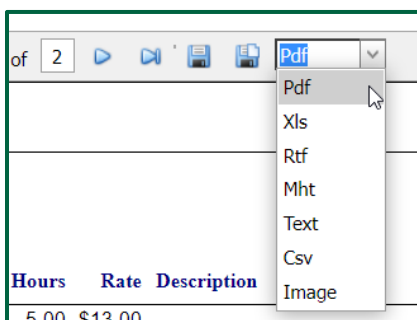 of 2 Pdf
Pdf
Xls
Rtf
Mht
Text
Csv
Image
Hours Rate Description
5.00 $13.00